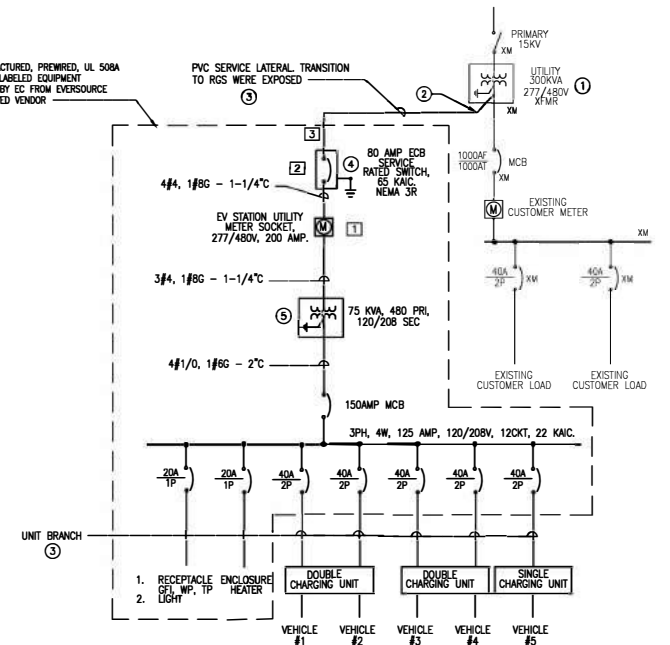 PRIMARY
15KV
XM
UTILITY
300KVA
277/480V
XFMR
1
XM
2
CTURED, PREWIRED, UL 508A
LABELED EQUIPMENT
BY EC FROM EVERSOURCE
ED VENDOR
PVC SERVICE LATERAL. TRANSITION
TO RGS WERE EXPOSED
3
3
2
4
80 AMP ECB
SERVICE
RATED SWITCH,
65 KAIC.
NEMA 3R
4#4, 1#8G - 1-1/4"C
EV STATION UTILITY
METER SOCKET,
277/480V, 200 AMP.
M
1
1000AF
1000AT
MCB
XM
M
EXISTING
CUSTOMER METER
XM
40A
2P
XM
40A
2P
XM
EXISTING
CUSTOMER LOAD
EXISTING
CUSTOMER LOAD
3#4, 1#8G - 1-1/4"C
5
75 KVA, 480 PRI,
120/208 SEC
4#1/0, 1#6G - 2"C
150AMP MCB
3PH, 4W, 125 AMP, 120/208V, 12CKT, 22 KAIC.
20A
1P
20A
1P
40A
2P
40A
2P
40A
2P
40A
2P
40A
2P
UNIT BRANCH
3
1. RECEPTACLE
GFI, WP, TP
2. LIGHT
ENCLOSURE
HEATER
DOUBLE
CHARGING UNIT
DOUBLE
CHARGING UNIT
SINGLE
CHARGING UNIT
VEHICLE
#1
VEHICLE
#2
VEHICLE
#3
VEHICLE
#4
VEHICLE
#5